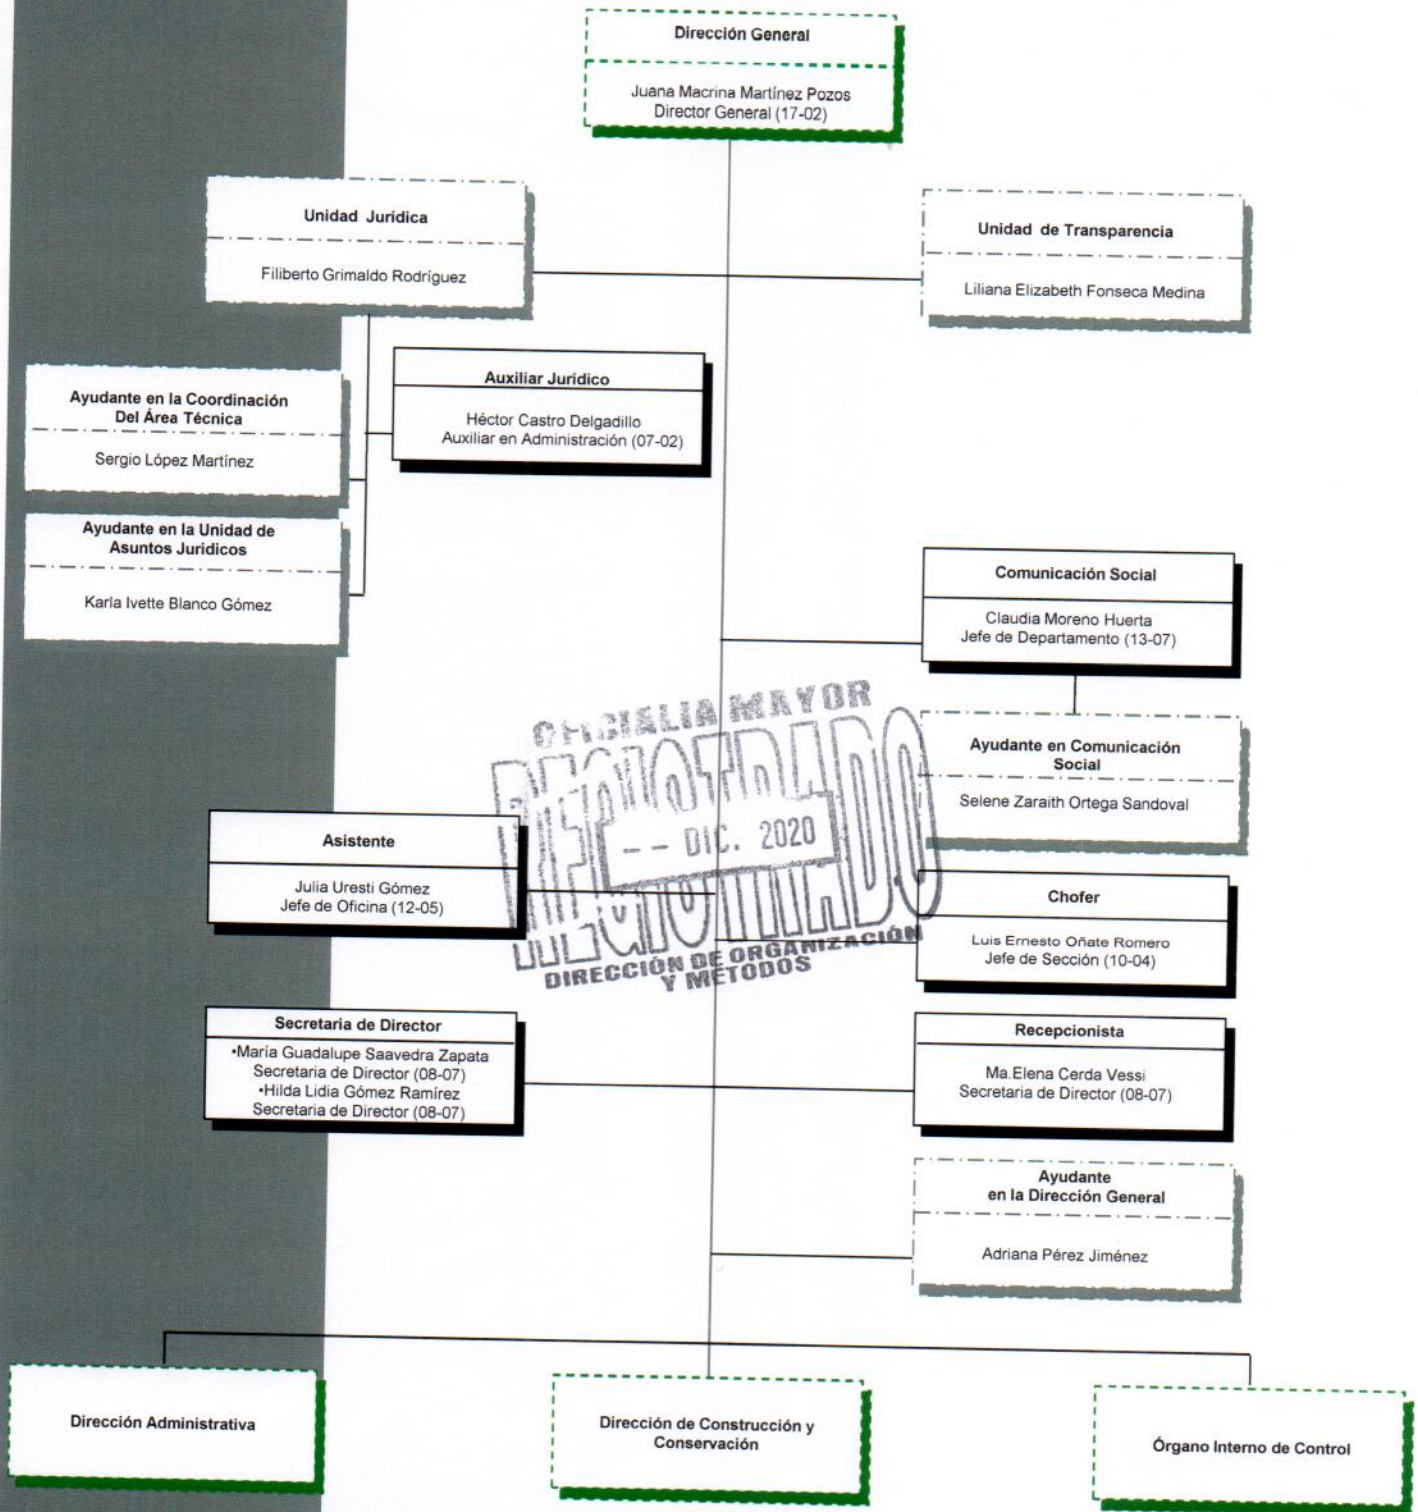 Dirección General
Juana Macrina Martínez Pozos
Director General (17-02)
Unidad Jurídica
Filiberto Grimaldo Rodríguez
Unidad de Transparencia
Liliana Elizabeth Fonseca Medina
Auxiliar Jurídico
Héctor Castro Delgadillo
Auxiliar en Administración (07-02)
Ayudante en la Coordinación
Del Área Técnica
Sergio López Martínez
Ayudante en la Unidad de
Asuntos Juridicos
Karla Ivette Blanco Gómez
Comunicación Social
Claudia Moreno Huerta
Jefe de Departamento (13-07)
Ayudante en Comunicación
Social
Selene Zaraith Ortega Sandoval
OFICIALIA MAYOR
REGISTRADO
-- DIC. 2020
DIRECCIÓN DE ORGANIZACIÓN
Y MÉTODOS
Asistente
Julia Uresti Gómez
Jefe de Oficina (12-05)
Chofer
Luis Ernesto Oñate Romero
Jefe de Sección (10-04)
Secretaria de Director
•María Guadalupe Saavedra Zapata
Secretaria de Director (08-07)
•Hilda Lidia Gómez Ramírez
Secretaria de Director (08-07)
Recepcionista
Ma.Elena Cerda Vessi
Secretaria de Director (08-07)
Ayudante
en la Dirección General
Adriana Pérez Jiménez
Dirección Administrativa
Dirección de Construcción y
Conservación
Órgano Interno de Control